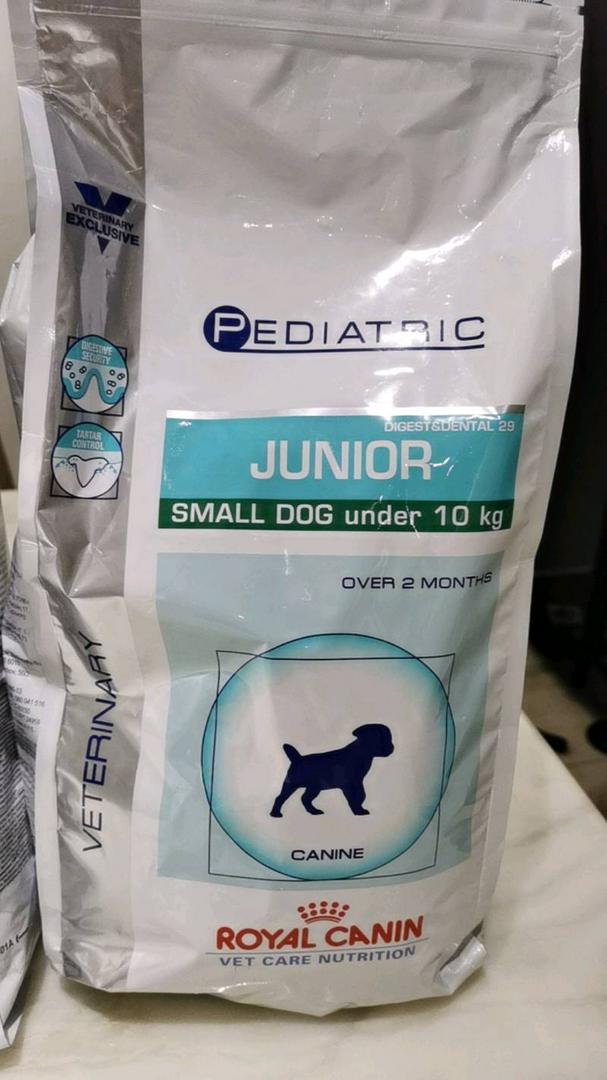 VETERINARY
EXCLUSIVE
PEDIATRIC
DIGESTIVE
SECURITY
TARTAR
CONTROL
DIGEST&DENTAL 29
JUNIOR
SMALL DOG under 10 kg
OVER 2 MONTHS
VETERINARY
CANINE
ROYAL CANIN
VET CARE NUTRITION